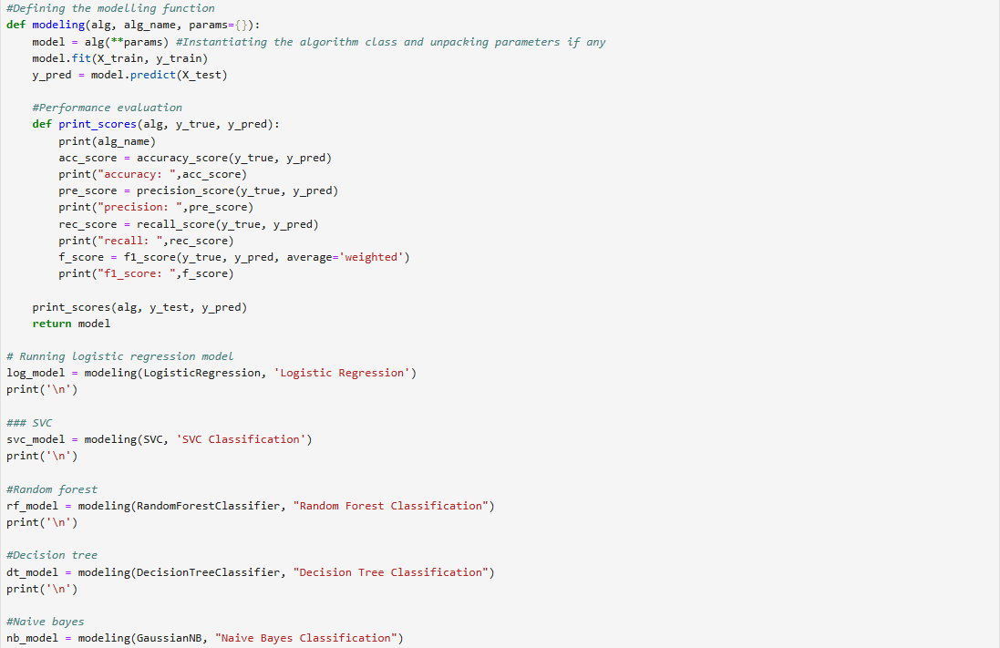 #Defining the modelling function
def modeling(alg, alg_name, params={}):
    model = alg(**params) #Instantiating the algorithm class and unpacking parameters if any
    model.fit(X_train, y_train)
    y_pred = model.predict(X_test)

    #Performance evaluation
    def print_scores(alg, y_true, y_pred):
        print(alg_name)
        acc_score = accuracy_score(y_true, y_pred)
        print("accuracy: ",acc_score)
        pre_score = precision_score(y_true, y_pred)
        print("precision: ",pre_score)
        rec_score = recall_score(y_true, y_pred)
        print("recall: ",rec_score)
        f_score = f1_score(y_true, y_pred, average='weighted')
        print("f1_score: ",f_score)

    print_scores(alg, y_test, y_pred)
    return model

# Running logistic regression model
log_model = modeling(LogisticRegression, 'Logistic Regression')
print('\n')

### SVC
svc_model = modeling(SVC, 'SVC Classification')
print('\n')

#Random forest
rf_model = modeling(RandomForestClassifier, "Random Forest Classification")
print('\n')

#Decision tree
dt_model = modeling(DecisionTreeClassifier, "Decision Tree Classification")
print('\n')

#Naive bayes
nb_model = modeling(GaussianNB, "Naive Bayes Classification")